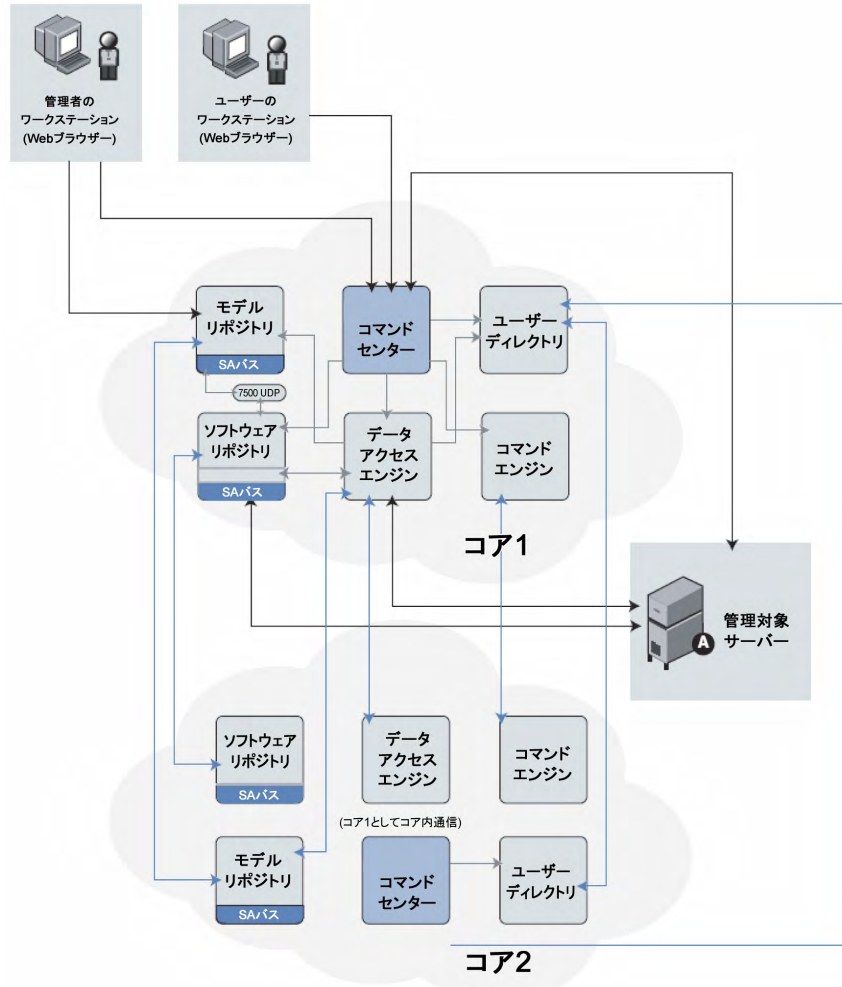 管理者の
ワークステーション
(Webブラウザー)
ユーザーの
ワークステーション
(Webブラウザー)
モデル
リポジトリ
SAバス
コマンド
センター
ユーザー
ディレクトリ
7500 UDP
ソフトウェア
リポジトリ
SAバス
データ
アクセス
エンジン
コマンド
エンジン
コア1
管理対象
サーバー
A
ソフトウェア
リポジトリ
SAバス
データ
アクセス
エンジン
コマンド
エンジン
(コア1としてコア内通信)
モデル
リポジトリ
SAバス
コマンド
センター
ユーザー
ディレクトリ
コア2